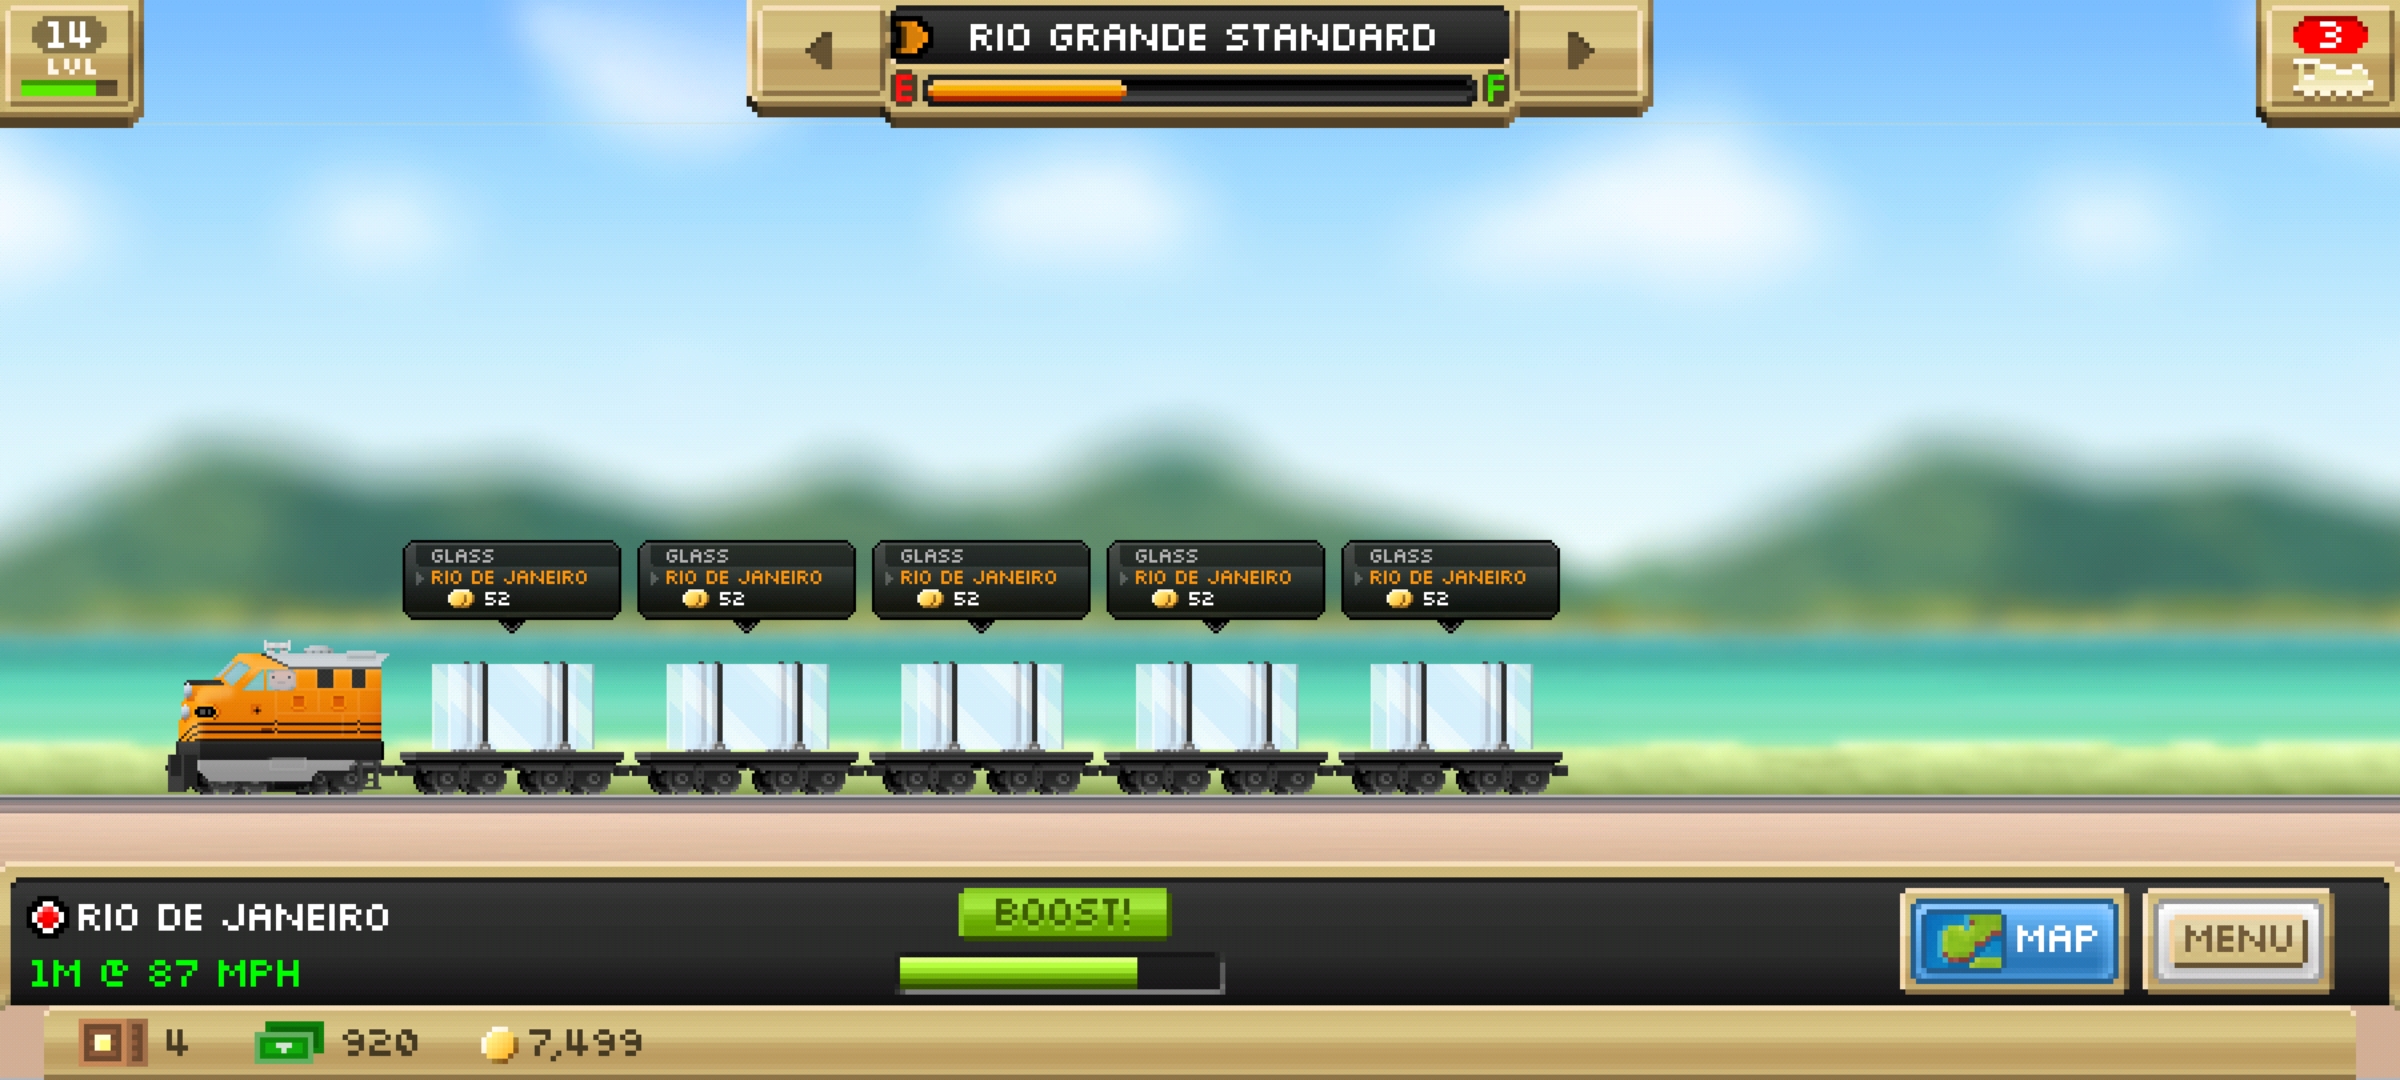 14
LVL
RIO GRANDE STANDARD
E
F
3
GLASS
RIO DE JANEIRO
52
GLASS
RIO DE JANEIRO
52
GLASS
RIO DE JANEIRO
52
GLASS
RIO DE JANEIRO
52
GLASS
RIO DE JANEIRO
52
RIO DE JANEIRO
1M @ 87 MPH
BOOST!
MAP
MENU
4
920
7,499